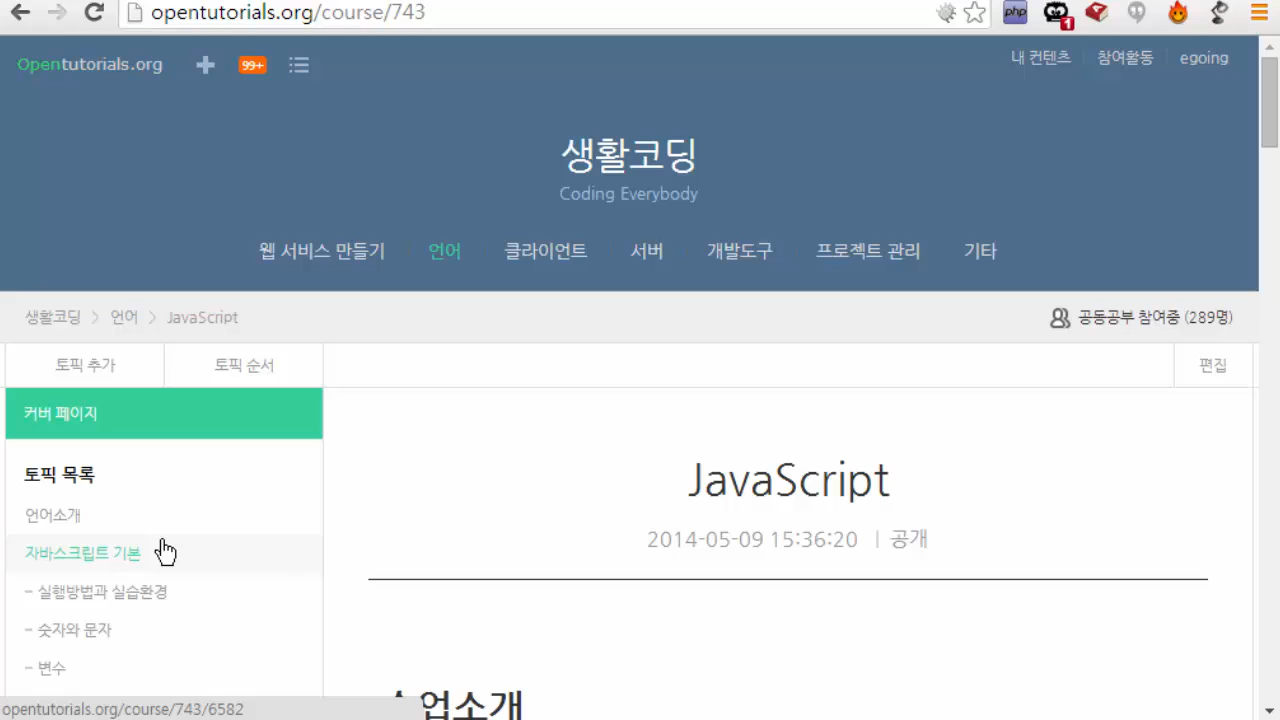 opentutorials.org/course/743
php
1
Opentutorials.org
99+
내 컨텐츠 참여활동 egoing
생활코딩
Coding Everybody
웹 서비스 만들기 언어 클라이언트 서버 개발도구 프로젝트 관리 기타
생활코딩 > 언어 > JavaScript
공동공부 참여중 (289명)
토픽 추가 토픽 순서 편집
커버 페이지
토픽 목록
언어소개
자바스크립트 기본
- 실행방법과 실습환경
- 숫자와 문자
- 변수
JavaScript
2014-05-09 15:36:20 | 공개
수업소개
opentutorials.org/course/743/6582